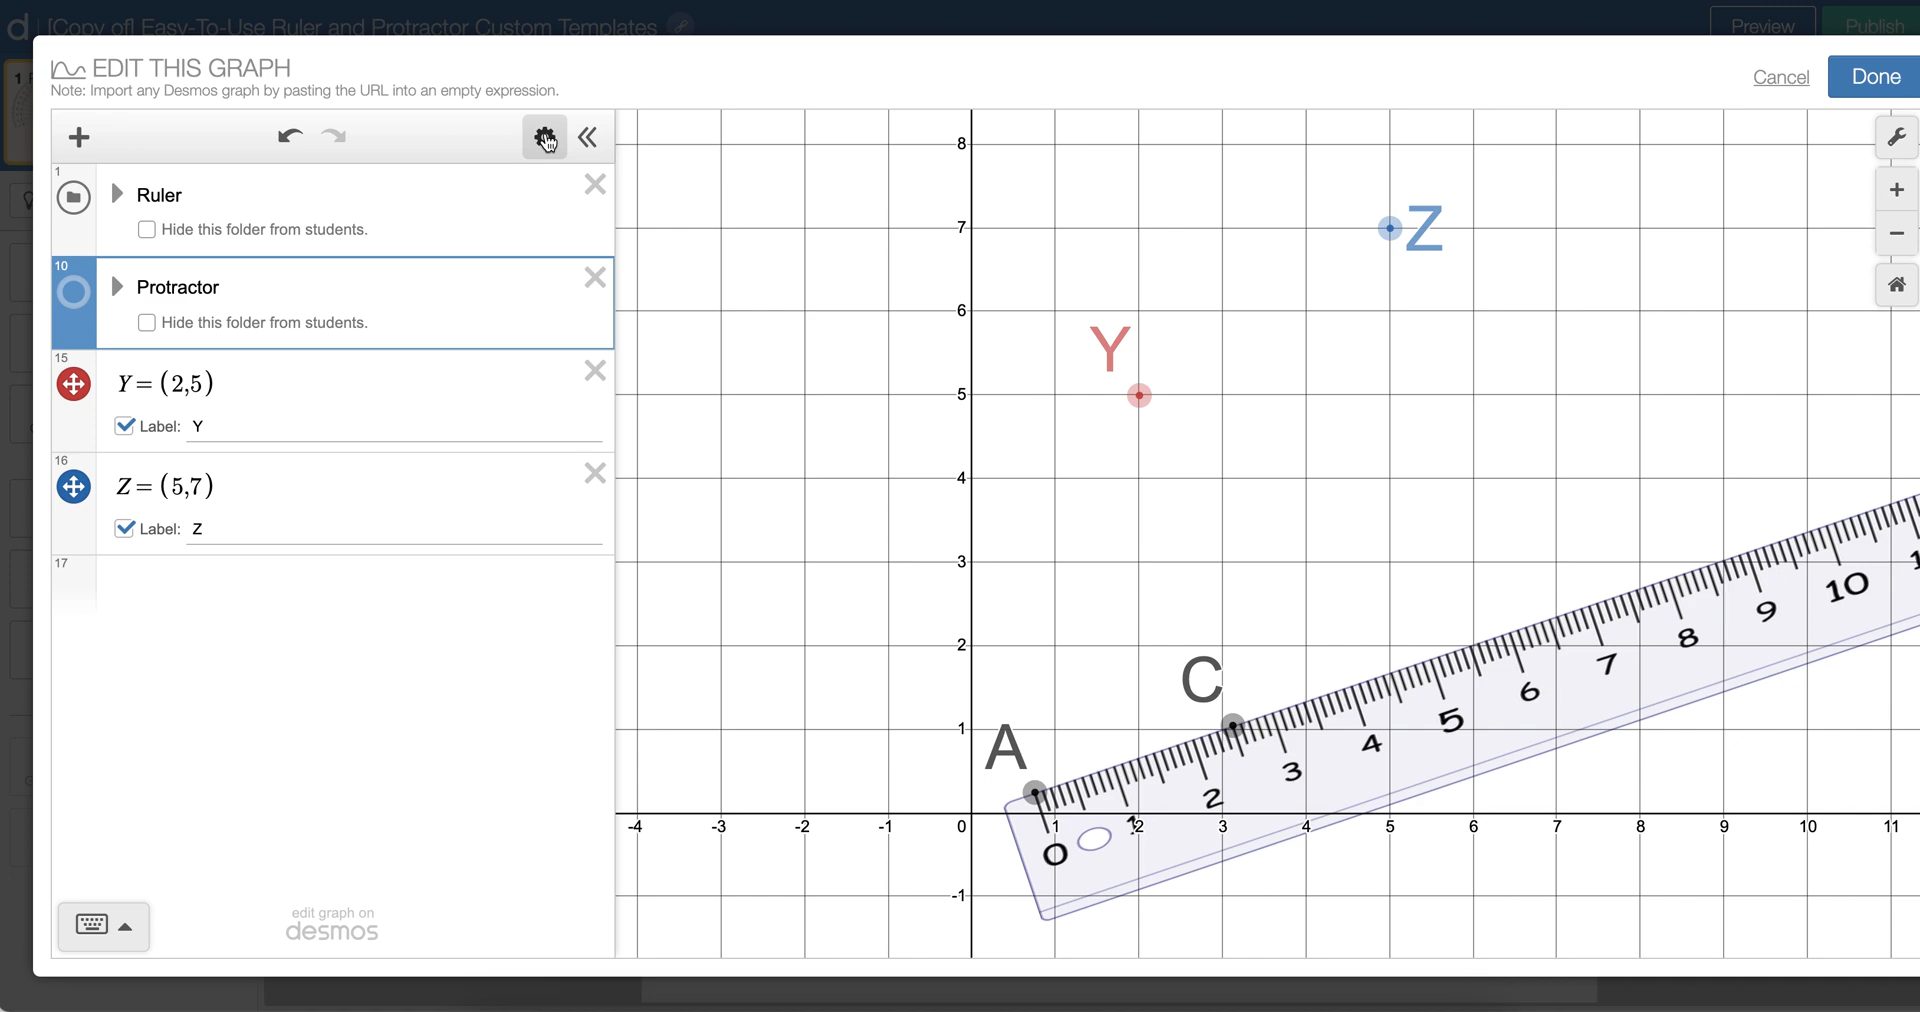 d [Copy of] Easy-To-Use Ruler and Protractor Custom Templates
Preview
Publish
1
EDIT THIS GRAPH
Note: Import any Desmos graph by pasting the URL into an empty expression.
Cancel
Done
1
Ruler
Hide this folder from students.
10
Protractor
Hide this folder from students.
15
Y = (2,5)
Label: Y
16
Z = (5,7)
Label: Z
17
edit graph on
desmos
8
7
6
5
4
3
2
1
-1
-4 -3 -2 -1 0 1 2 3 4 5 6 7 8 9 10 11
Z
Y
C
A
0 1 2 3 4 5 6 7 8 9 10